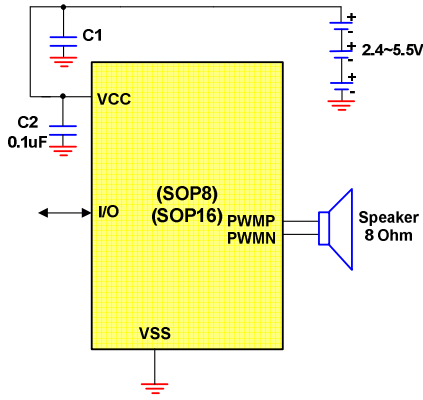 +
-
+
-
+
-
C1
2.4~5.5V
VCC
C2
0.1uF
(SOP8)
(SOP16)
I/O
PWMP
PWMN
Speaker
8 Ohm
VSS